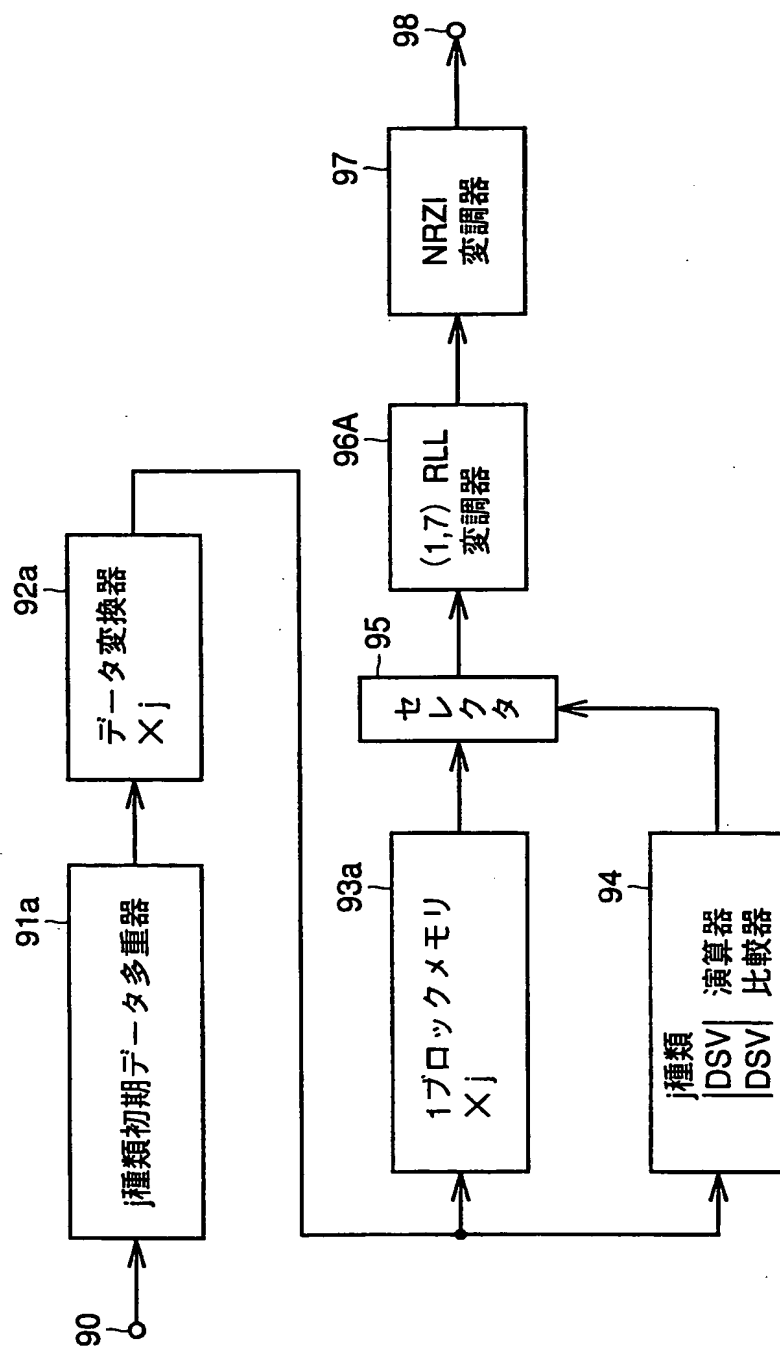 90
91a
j種類初期データ多重器
92a
データ変換器
×j
93a
1ブロックメモリ
×j
94
j種類
|DSV| 演算器
|DSV| 比較器
95
セレクタ
96A
(1,7) RLL
変調器
97
NRZI
変調器
98